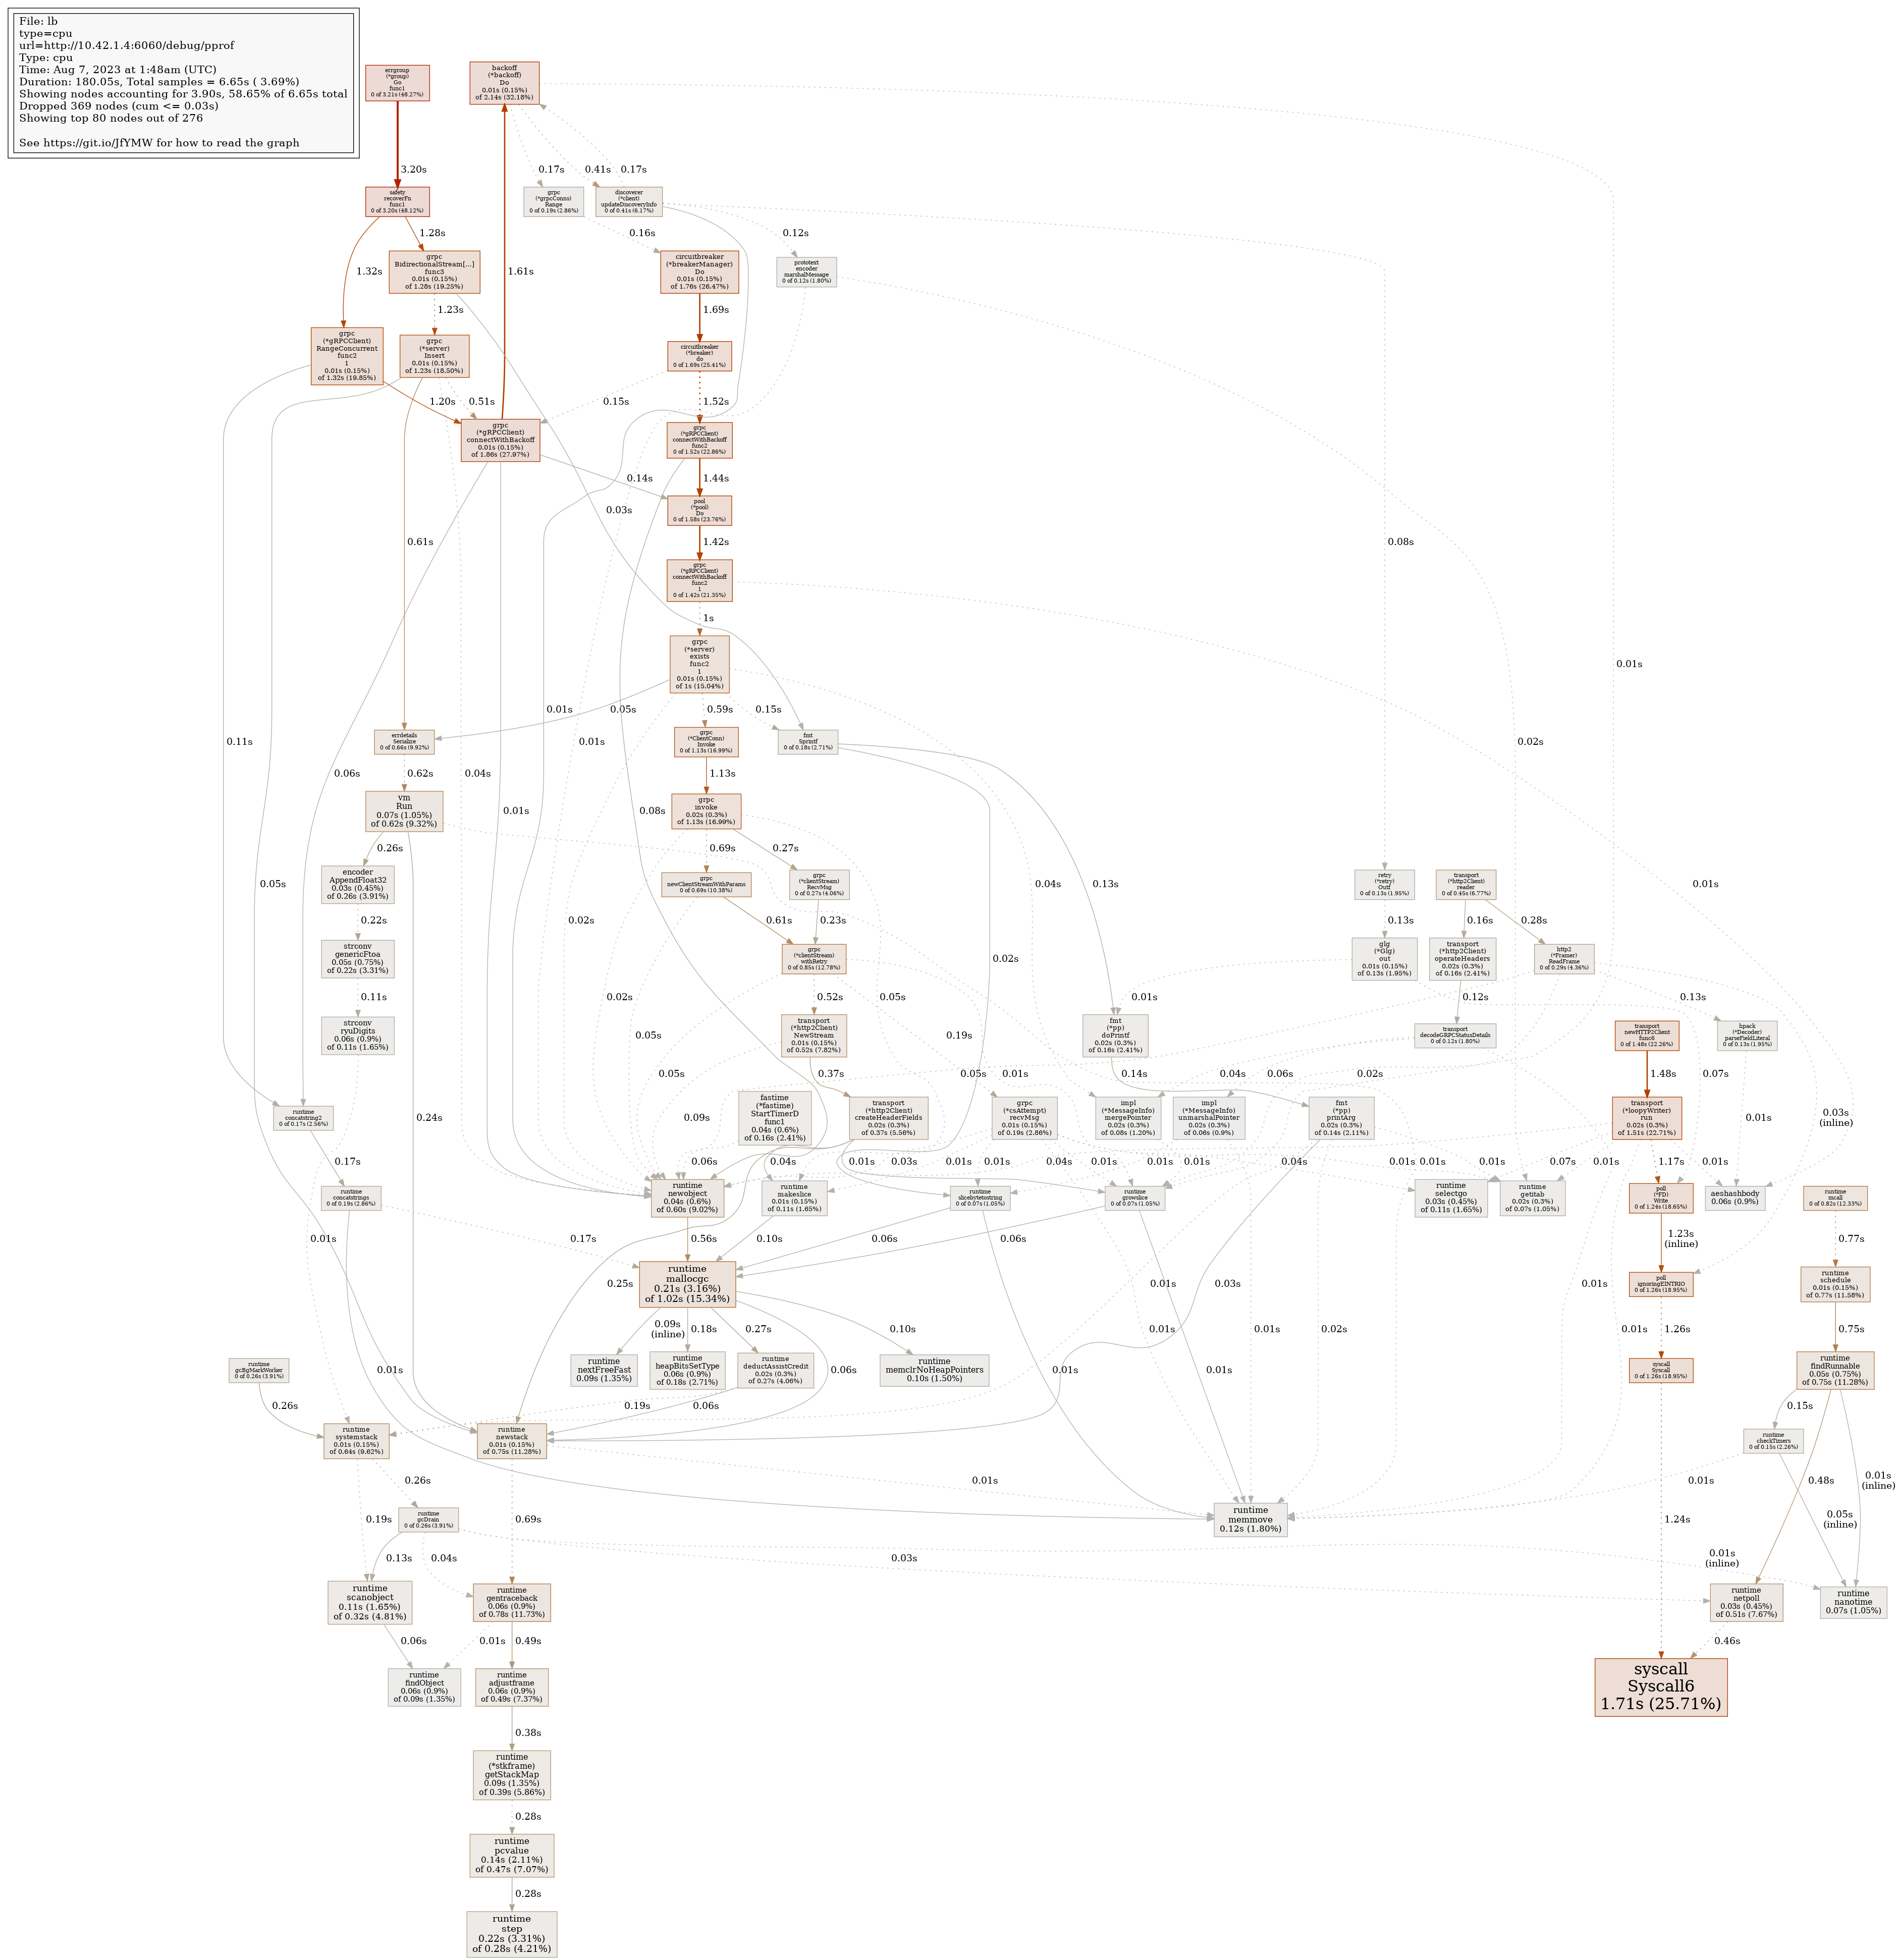 File: lb
type=cpu
url=http://10.42.1.4:6060/debug/pprof
Type: cpu
Time: Aug 7, 2023 at 1:48am (UTC)
Duration: 180.05s, Total samples = 6.65s ( 3.69%)
Showing nodes accounting for 3.90s, 58.65% of 6.65s total
Dropped 369 nodes (cum <= 0.03s)
Showing top 80 nodes out of 276
See https://git.io/JfYMW for how to read the graph
errgroup
(*group)
Go
func1
0 of 3.21s (48.27%)
backoff
(*backoff)
Do
0.01s (0.15%)
of 2.14s (32.18%)
3.20s
0.17s
0.41s
0.17s
safety
recoverFn
func1
0 of 3.20s (48.12%)
grpc
(*grpcConns)
Range
0 of 0.19s (2.86%)
discoverer
(*client)
updateDiscoveryInfo
0 of 0.41s (6.17%)
1.28s
0.16s
0.12s
grpc
BidirectionalStream[...]
func3
0.01s (0.15%)
of 1.28s (19.25%)
1.32s
1.61s
circuitbreaker
(*breakerManager)
Do
0.01s (0.15%)
of 1.76s (26.47%)
prototext
encoder
marshalMessage
0 of 0.12s (1.80%)
1.23s
1.69s
grpc
(*gRPCClient)
RangeConcurrent
func2
1
0.01s (0.15%)
of 1.32s (19.85%)
grpc
(*server)
Insert
0.01s (0.15%)
of 1.23s (18.50%)
circuitbreaker
(*breaker)
do
0 of 1.69s (25.41%)
0.08s
1.20s
0.51s
0.15s
1.52s
grpc
(*gRPCClient)
connectWithBackoff
0.01s (0.15%)
of 1.86s (27.97%)
grpc
(*gRPCClient)
connectWithBackoff
func2
0 of 1.52s (22.86%)
0.14s
1.44s
0.03s
pool
(*pool)
Do
0 of 1.58s (23.76%)
0.61s
1.42s
grpc
(*gRPCClient)
connectWithBackoff
func2
1
0 of 1.42s (21.35%)
1s
grpc
(*server)
exists
func2
1
0.01s (0.15%)
of 1s (15.04%)
0.01s
0.11s
0.01s
0.05s
0.59s
0.15s
0.02s
errdetails
Serialize
0 of 0.66s (9.92%)
0.01s
grpc
(*ClientConn)
Invoke
0 of 1.13s (16.99%)
fmt
Sprintf
0 of 0.18s (2.71%)
0.06s
0.62s
0.04s
1.13s
vm
Run
0.07s (1.05%)
of 0.62s (9.32%)
0.01s
0.08s
grpc
invoke
0.02s (0.3%)
of 1.13s (16.99%)
0.26s
0.69s
0.27s
encoder
AppendFloat32
0.03s (0.45%)
of 0.26s (3.91%)
grpc
newClientStreamWithParams
0 of 0.69s (10.38%)
grpc
(*clientStream)
RecvMsg
0 of 0.27s (4.06%)
0.04s
0.13s
retry
(*retry)
Outf
0 of 0.13s (1.95%)
transport
(*http2Client)
reader
0 of 0.45s (6.77%)
0.01s
0.05s
0.22s
0.02s
0.61s
0.23s
0.13s
0.16s
0.28s
strconv
genericFtoa
0.05s (0.75%)
of 0.22s (3.31%)
grpc
(*clientStream)
withRetry
0 of 0.85s (12.78%)
0.02s
glg
(*Glg)
out
0.01s (0.15%)
of 0.13s (1.95%)
transport
(*http2Client)
operateHeaders
0.02s (0.3%)
of 0.16s (2.41%)
http2
(*Framer)
ReadFrame
0 of 0.29s (4.36%)
0.11s
0.02s
0.52s
0.05s
0.01s
0.12s
0.13s
strconv
ryuDigits
0.06s (0.9%)
of 0.11s (1.65%)
0.05s
transport
(*http2Client)
NewStream
0.01s (0.15%)
of 0.52s (7.82%)
0.19s
fmt
(*pp)
doPrintf
0.02s (0.3%)
of 0.16s (2.41%)
transport
decodeGRPCStatusDetails
0 of 0.12s (1.80%)
transport
newHTTP2Client
func6
0 of 1.48s (22.26%)
hpack
(*Decoder)
parseFieldLiteral
0 of 0.13s (1.95%)
0.05s
0.37s
0.05s
0.01s
0.14s
0.04s
0.06s
0.02s
1.48s
0.07s
runtime
concatstring2
0 of 0.17s (2.56%)
0.24s
0.09s
fastime
(*fastime)
StartTimerD
func1
0.04s (0.6%)
of 0.16s (2.41%)
transport
(*http2Client)
createHeaderFields
0.02s (0.3%)
of 0.37s (5.56%)
grpc
(*csAttempt)
recvMsg
0.01s (0.15%)
of 0.19s (2.86%)
impl
(*MessageInfo)
mergePointer
0.02s (0.3%)
of 0.08s (1.20%)
impl
(*MessageInfo)
unmarshalPointer
0.02s (0.3%)
of 0.06s (0.9%)
fmt
(*pp)
printArg
0.02s (0.3%)
of 0.14s (2.11%)
transport
(*loopyWriter)
run
0.02s (0.3%)
of 1.51s (22.71%)
0.01s
0.03s
(inline)
0.17s
0.06s
0.04s
0.01s
0.03s
0.01s
0.01s
0.04s
0.01s
0.01s
0.01s
0.04s
0.01s
0.01s
0.01s
0.07s
0.01s
1.17s
0.01s
runtime
concatstrings
0 of 0.19s (2.86%)
runtime
newobject
0.04s (0.6%)
of 0.60s (9.02%)
runtime
makeslice
0.01s (0.15%)
of 0.11s (1.65%)
runtime
slicebytetostring
0 of 0.07s (1.05%)
runtime
growslice
0 of 0.07s (1.05%)
runtime
selectgo
0.03s (0.45%)
of 0.11s (1.65%)
runtime
getitab
0.02s (0.3%)
of 0.07s (1.05%)
poll
(*FD)
Write
0 of 1.24s (18.65%)
aeshashbody
0.06s (0.9%)
runtime
mcall
0 of 0.82s (12.33%)
0.01s
0.17s
0.56s
0.10s
0.06s
0.06s
1.23s
(inline)
0.77s
runtime
mallocgc
0.21s (3.16%)
of 1.02s (15.34%)
0.25s
0.01s
0.03s
0.01s
poll
ignoringEINTRIO
0 of 1.26s (18.95%)
runtime
schedule
0.01s (0.15%)
of 0.77s (11.58%)
0.09s
(inline)
0.18s
0.27s
0.10s
0.01s
0.01s
0.02s
0.01s
1.26s
0.75s
runtime
gcBgMarkWorker
0 of 0.26s (3.91%)
0.01s
runtime
nextFreeFast
0.09s (1.35%)
runtime
heapBitsSetType
0.06s (0.9%)
of 0.18s (2.71%)
runtime
deductAssistCredit
0.02s (0.3%)
of 0.27s (4.06%)
0.06s
runtime
memclrNoHeapPointers
0.10s (1.50%)
0.01s
0.01s
syscall
Syscall
0 of 1.26s (18.95%)
runtime
findRunnable
0.05s (0.75%)
of 0.75s (11.28%)
0.26s
0.19s
0.06s
0.15s
runtime
systemstack
0.01s (0.15%)
of 0.64s (9.62%)
runtime
newstack
0.01s (0.15%)
of 0.75s (11.28%)
runtime
checkTimers
0 of 0.15s (2.26%)
0.26s
0.01s
0.01s
0.48s
0.01s
(inline)
0.19s
runtime
gcDrain
0 of 0.26s (3.91%)
0.69s
runtime
memmove
0.12s (1.80%)
1.24s
0.05s
(inline)
0.13s
0.04s
0.03s
0.01s
(inline)
runtime
scanobject
0.11s (1.65%)
of 0.32s (4.81%)
runtime
gentraceback
0.06s (0.9%)
of 0.78s (11.73%)
runtime
netpoll
0.03s (0.45%)
of 0.51s (7.67%)
runtime
nanotime
0.07s (1.05%)
0.06s
0.01s
0.49s
0.46s
runtime
findObject
0.06s (0.9%)
of 0.09s (1.35%)
runtime
adjustframe
0.06s (0.9%)
of 0.49s (7.37%)
syscall
Syscall6
1.71s (25.71%)
0.38s
runtime
(*stkframe)
getStackMap
0.09s (1.35%)
of 0.39s (5.86%)
0.28s
runtime
pcvalue
0.14s (2.11%)
of 0.47s (7.07%)
0.28s
runtime
step
0.22s (3.31%)
of 0.28s (4.21%)